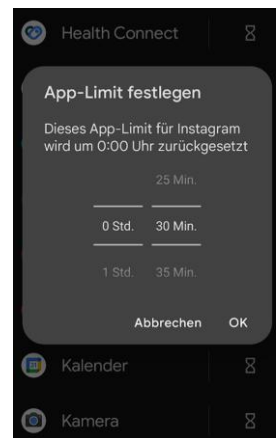 Health Connect
App-Limit festlegen
Dieses App-Limit für Instagram
wird um 0:00 Uhr zurückgesetzt
25 Min.
0 Std. 30 Min.
1 Std. 35 Min.
Abbrechen OK
Kalender
Kamera